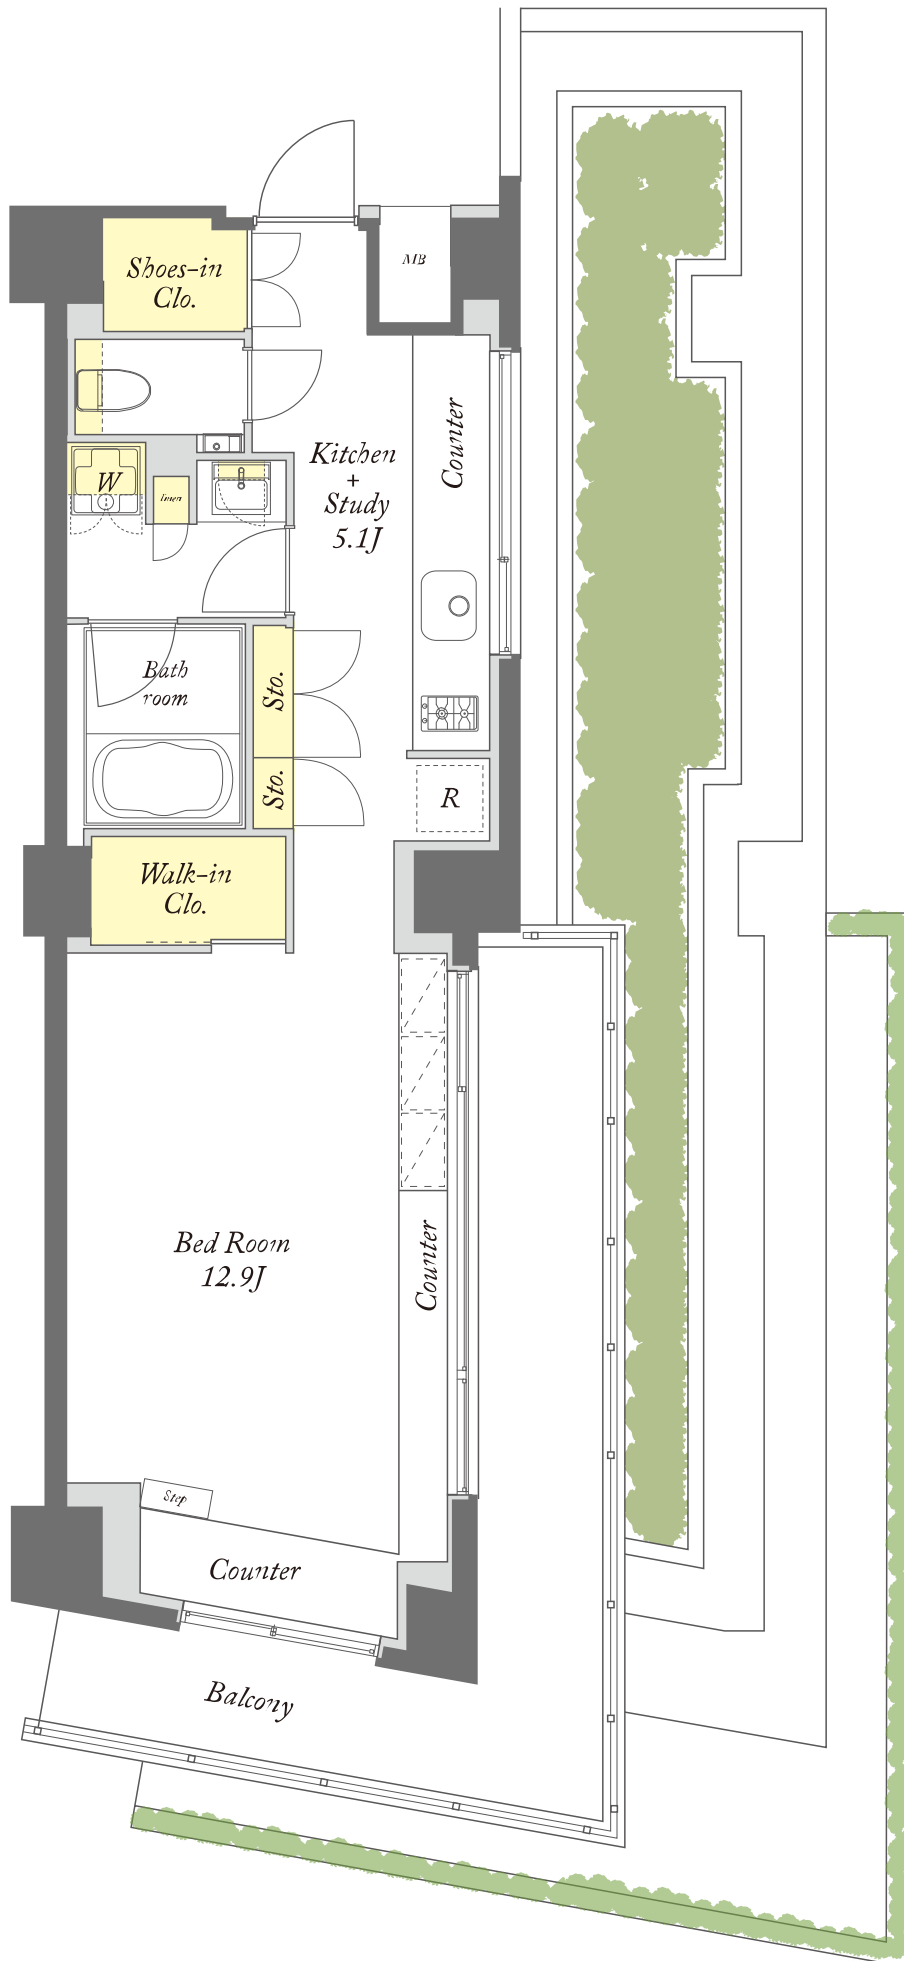 Shoes-in
Clo.
MB
Counter
Kitchen
+
Study
5.1J
W
linen
Bath
room
Sto.
Sto.
R
Walk-in
Clo.
Bed Room
12.9J
Counter
Step
Counter
Balcony